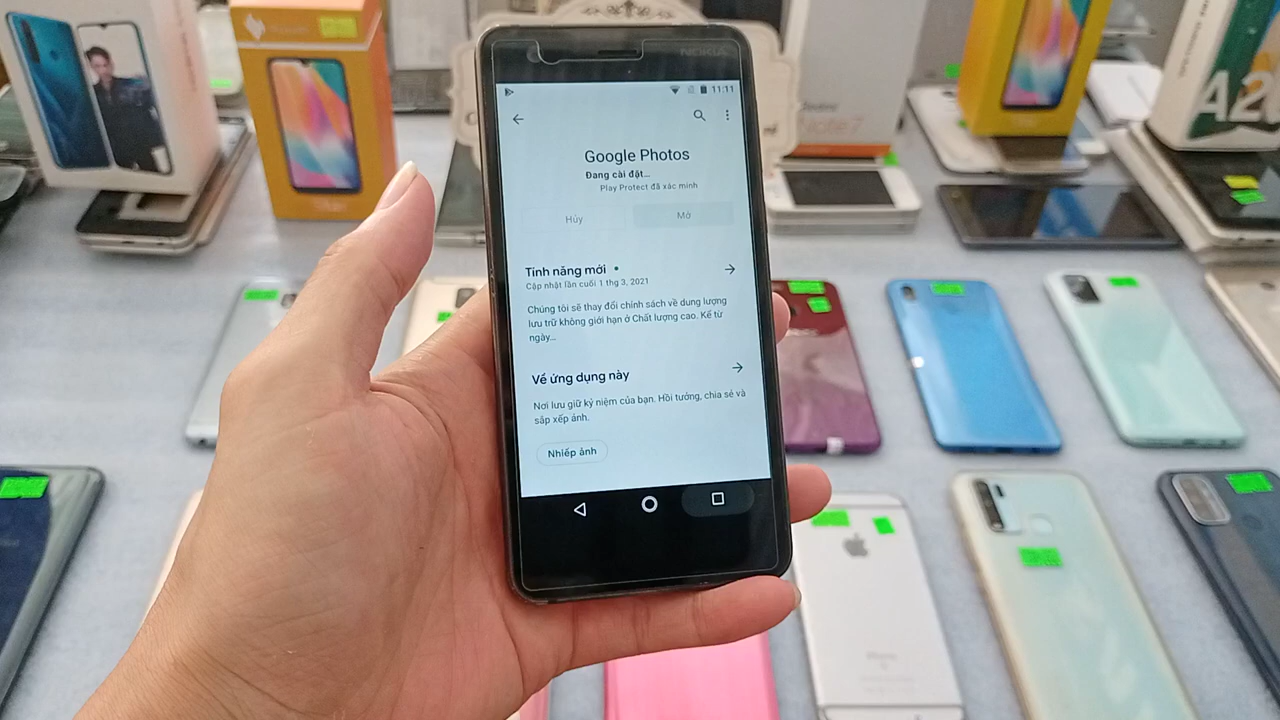 NOKIA
11:11
Google Photos
Đang cài đặt...
Play Protect đã xác minh
Hủy
Mở
Tính năng mới •
Cập nhật lần cuối 1 thg 3, 2021
Chúng tôi sẽ thay đổi chính sách về dung lượng
lưu trữ không giới hạn ở Chất lượng cao. Kể từ
ngày...
Về ứng dụng này
Nơi lưu giữ kỷ niệm của bạn. Hồi tưởng, chia sẻ và
sắp xếp ảnh.
Nhiếp ảnh
Note7
A20